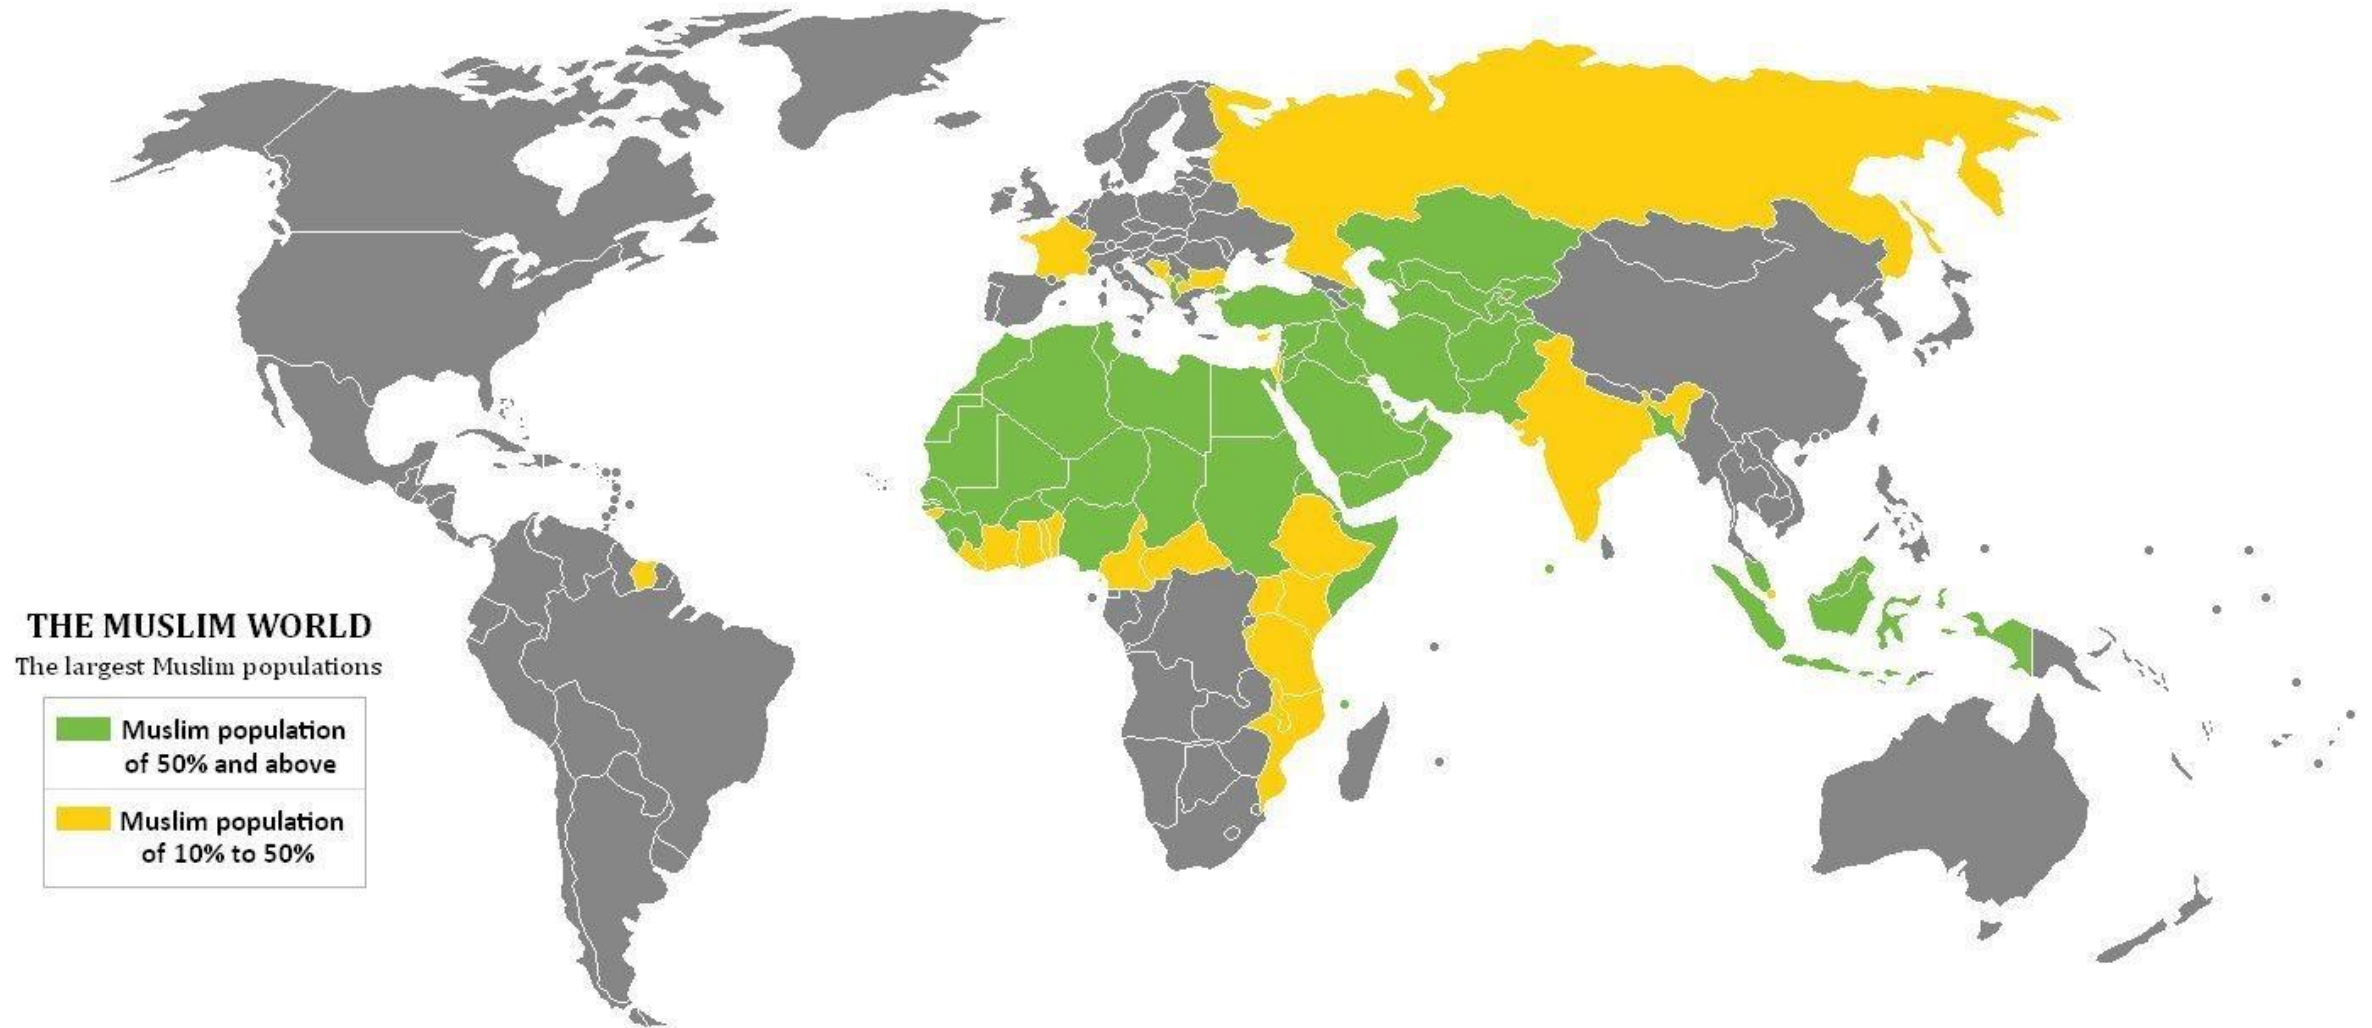 THE MUSLIM WORLD
The largest Muslim populations
Muslim population
of 50% and above
Muslim population
of 10% to 50%